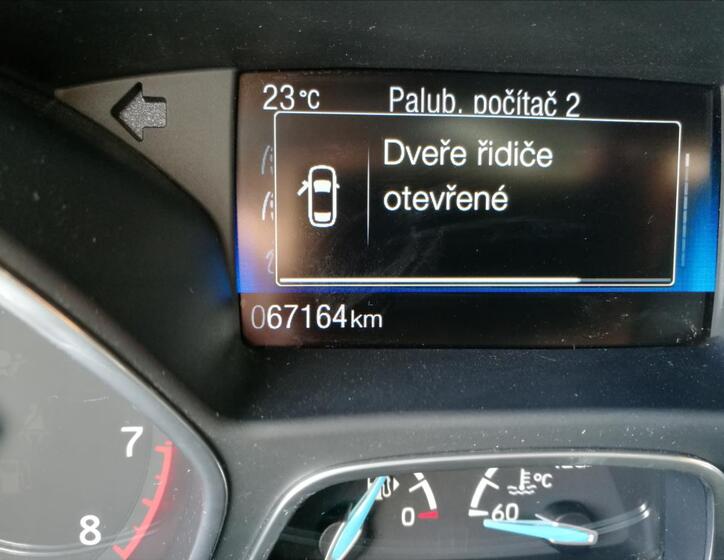 23°C Palub. počítač 2
Dveře řidiče
otevřené
067164km
7
8
0
60
°C